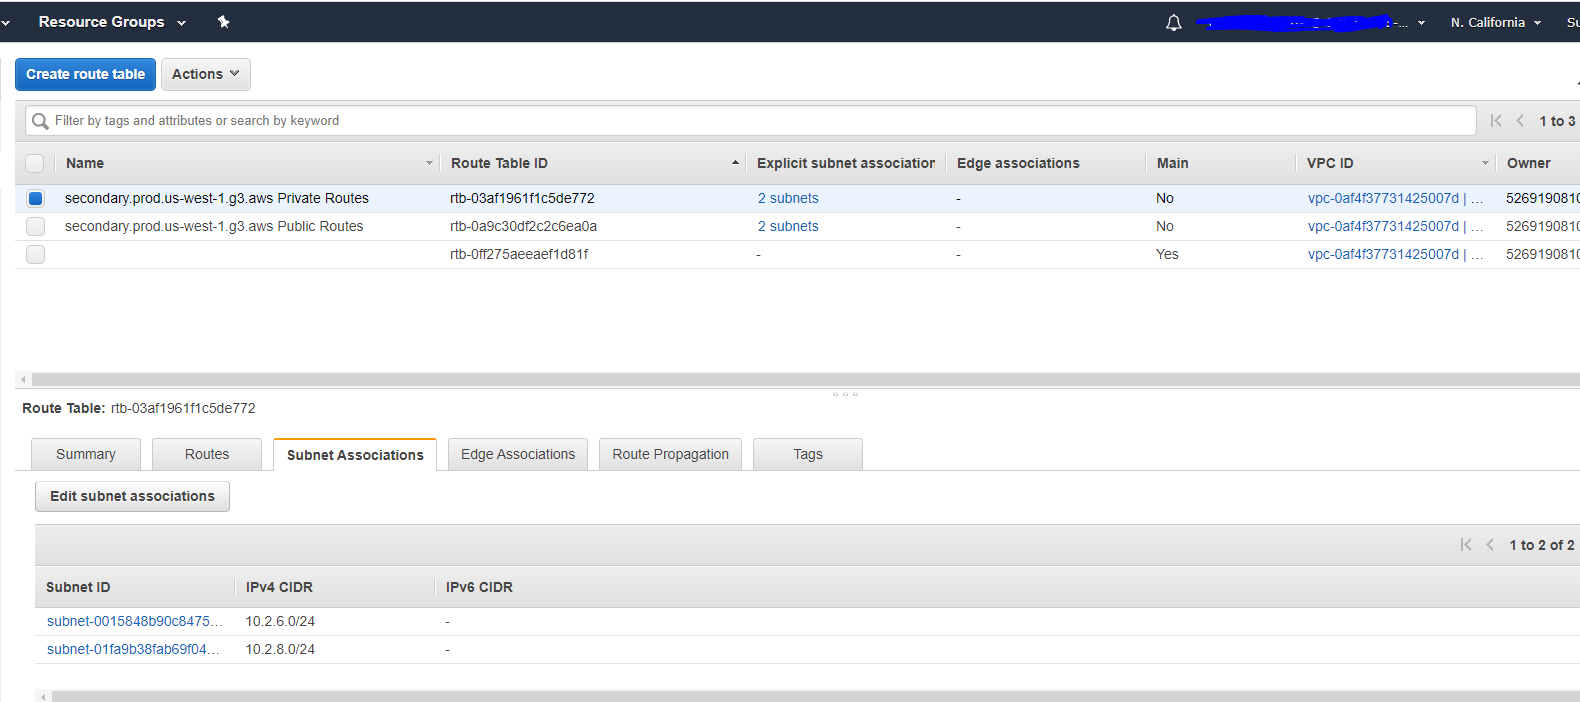 Resource Groups N. California Su
Create route table Actions
Filter by tags and attributes or search by keyword 1 to 3
Name Route Table ID Explicit subnet association Edge associations Main VPC ID Owner
secondary.prod.us-west-1.g3.aws Private Routes rtb-03af1961f1c5de772 2 subnets - No vpc-0af4f37731425007d | ... 5269190810
secondary.prod.us-west-1.g3.aws Public Routes rtb-0a9c30df2c2c6ea0a 2 subnets - No vpc-0af4f37731425007d | ... 5269190810
rtb-0ff275aeeaef1d81f - - Yes vpc-0af4f37731425007d | ... 5269190810
Route Table: rtb-03af1961f1c5de772
Summary Routes Subnet Associations Edge Associations Route Propagation Tags
Edit subnet associations
1 to 2 of 2
Subnet ID IPv4 CIDR IPv6 CIDR
subnet-0015848b90c8475... 10.2.6.0/24 -
subnet-01fa9b38fab69f04... 10.2.8.0/24 -